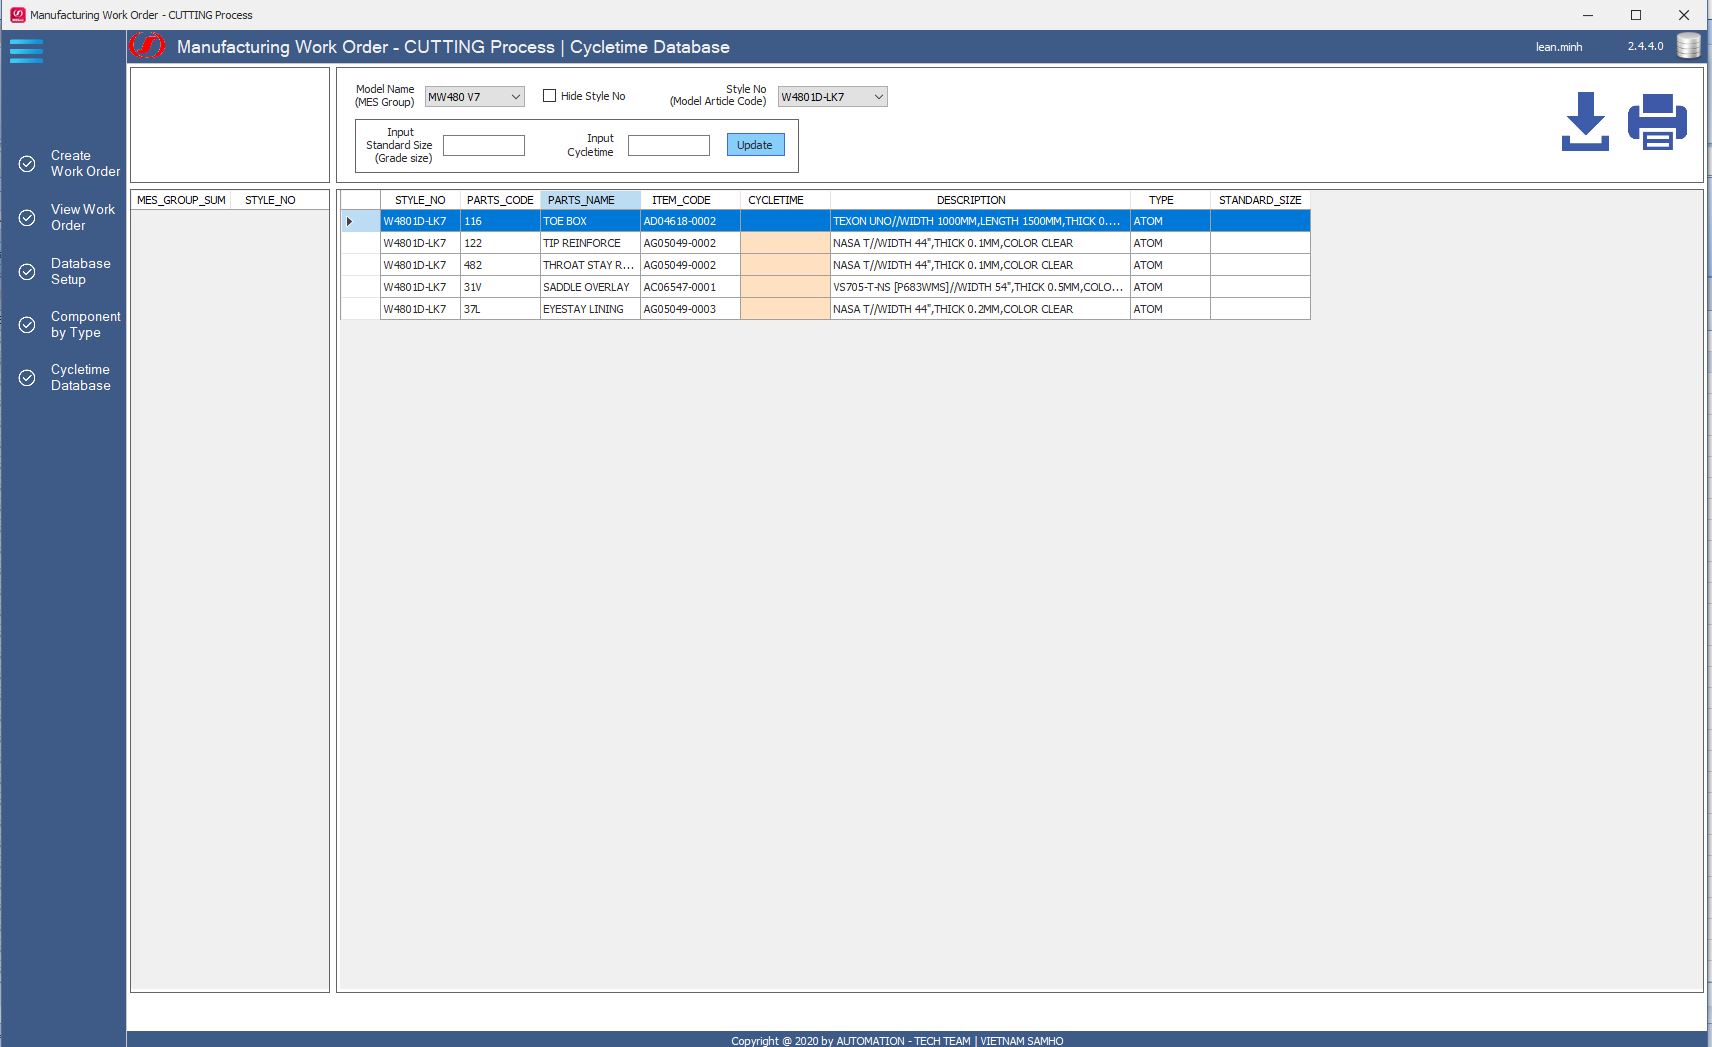 Manufacturing Work Order - CUTTING Process
Manufacturing Work Order - CUTTING Process | Cycletime Database
lean.minh
2.4.4.0
Create
Work Order
View Work
Order
Database
Setup
Component
by Type
Cycletime
Database
Model Name
(MES Group)
MW480 V7
Hide Style No
Style No
(Model Article Code)
W4801D-LK7
Input
Standard Size
(Grade size)
Input
Cycletime
Update
MES_GROUP_SUM STYLE_NO
STYLE_NO PARTS_CODE PARTS_NAME ITEM_CODE CYCLETIME DESCRIPTION TYPE STANDARD_SIZE
W4801D-LK7 116 TOE BOX AD04618-0002 TEXON UNO//WIDTH 1000MM,LENGTH 1500MM,THICK 0.... ATOM
W4801D-LK7 122 TIP REINFORCE AG05049-0002 NASA T//WIDTH 44",THICK 0.1MM,COLOR CLEAR ATOM
W4801D-LK7 482 THROAT STAY R... AG05049-0002 NASA T//WIDTH 44",THICK 0.1MM,COLOR CLEAR ATOM
W4801D-LK7 31V SADDLE OVERLAY AC06547-0001 VS705-T-NS [P683WMS]//WIDTH 54",THICK 0.5MM,COLO... ATOM
W4801D-LK7 37L EYESTAY LINING AG05049-0003 NASA T//WIDTH 44",THICK 0.2MM,COLOR CLEAR ATOM
Copyright @ 2020 by AUTOMATION - TECH TEAM | VIETNAM SAMHO